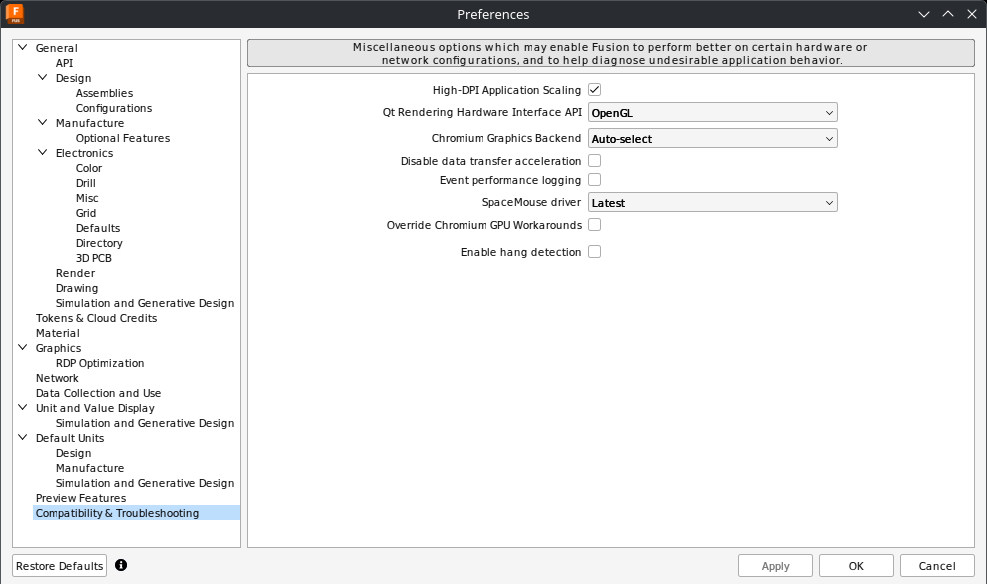 Preferences
General
API
Design
Assemblies
Configurations
Manufacture
Optional Features
Electronics
Color
Drill
Misc
Grid
Defaults
Directory
3D PCB
Render
Drawing
Simulation and Generative Design
Tokens & Cloud Credits
Material
Graphics
RDP Optimization
Network
Data Collection and Use
Unit and Value Display
Simulation and Generative Design
Default Units
Design
Manufacture
Simulation and Generative Design
Preview Features
Compatibility & Troubleshooting
Miscellaneous options which may enable Fusion to perform better on certain hardware or
network configurations, and to help diagnose undesirable application behavior.
High-DPI Application Scaling
Qt Rendering Hardware Interface API OpenGL
Chromium Graphics Backend Auto-select
Disable data transfer acceleration
Event performance logging
SpaceMouse driver Latest
Override Chromium GPU Workarounds
Enable hang detection
Restore Defaults
Apply OK Cancel